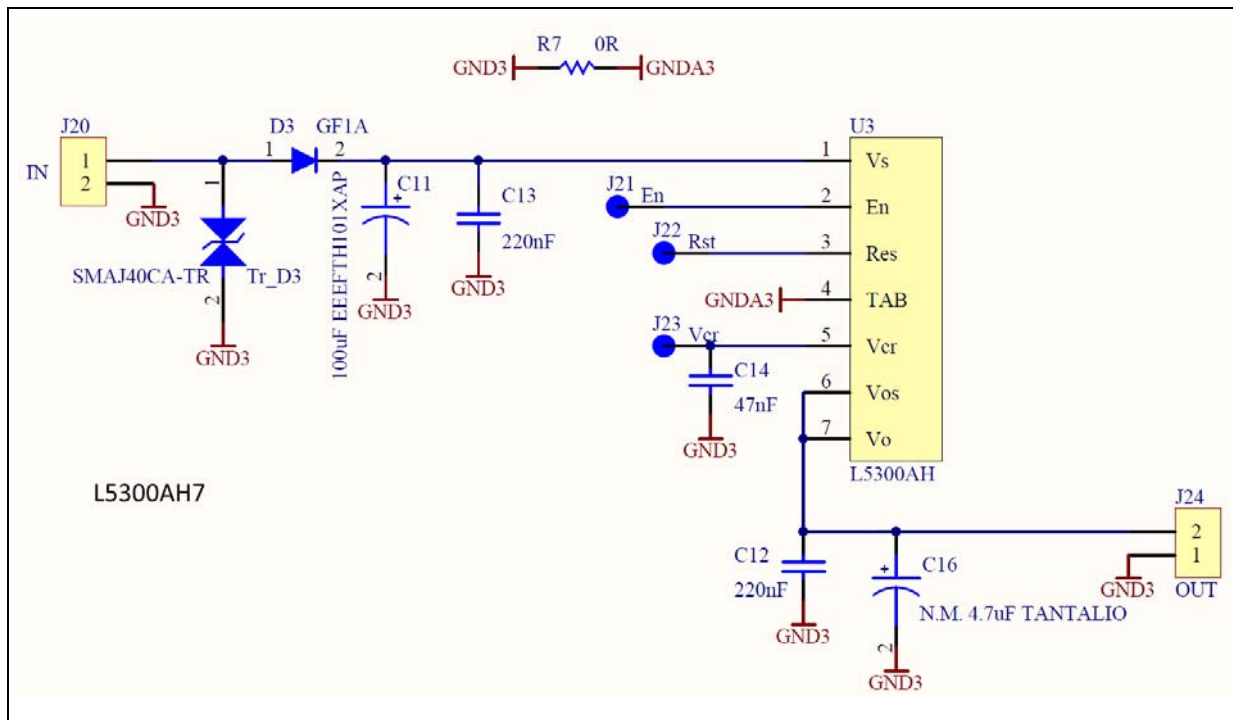 R7 0R
GND3
GNDA3
J20
IN
1
2
GND3
D3 GF1A
1 2
1
SMAJ40CA-TR Tr_D3
2
GND3
C11
+
100uF EEEFTH101XAP
2
GND3
C13
220nF
GND3
U3
1 Vs
J21 En 2 En
J22 Rst 3 Res
GNDA3 4 TAB
J23 Vcr 5 Vcr
6 Vos
7 Vo
L5300AH
C14
47nF
GND3
L5300AH7
C12
220nF
GND3
+
C16
N.M. 4.7uF TANTALIO
2
GND3
J24
2
1
GND3
OUT